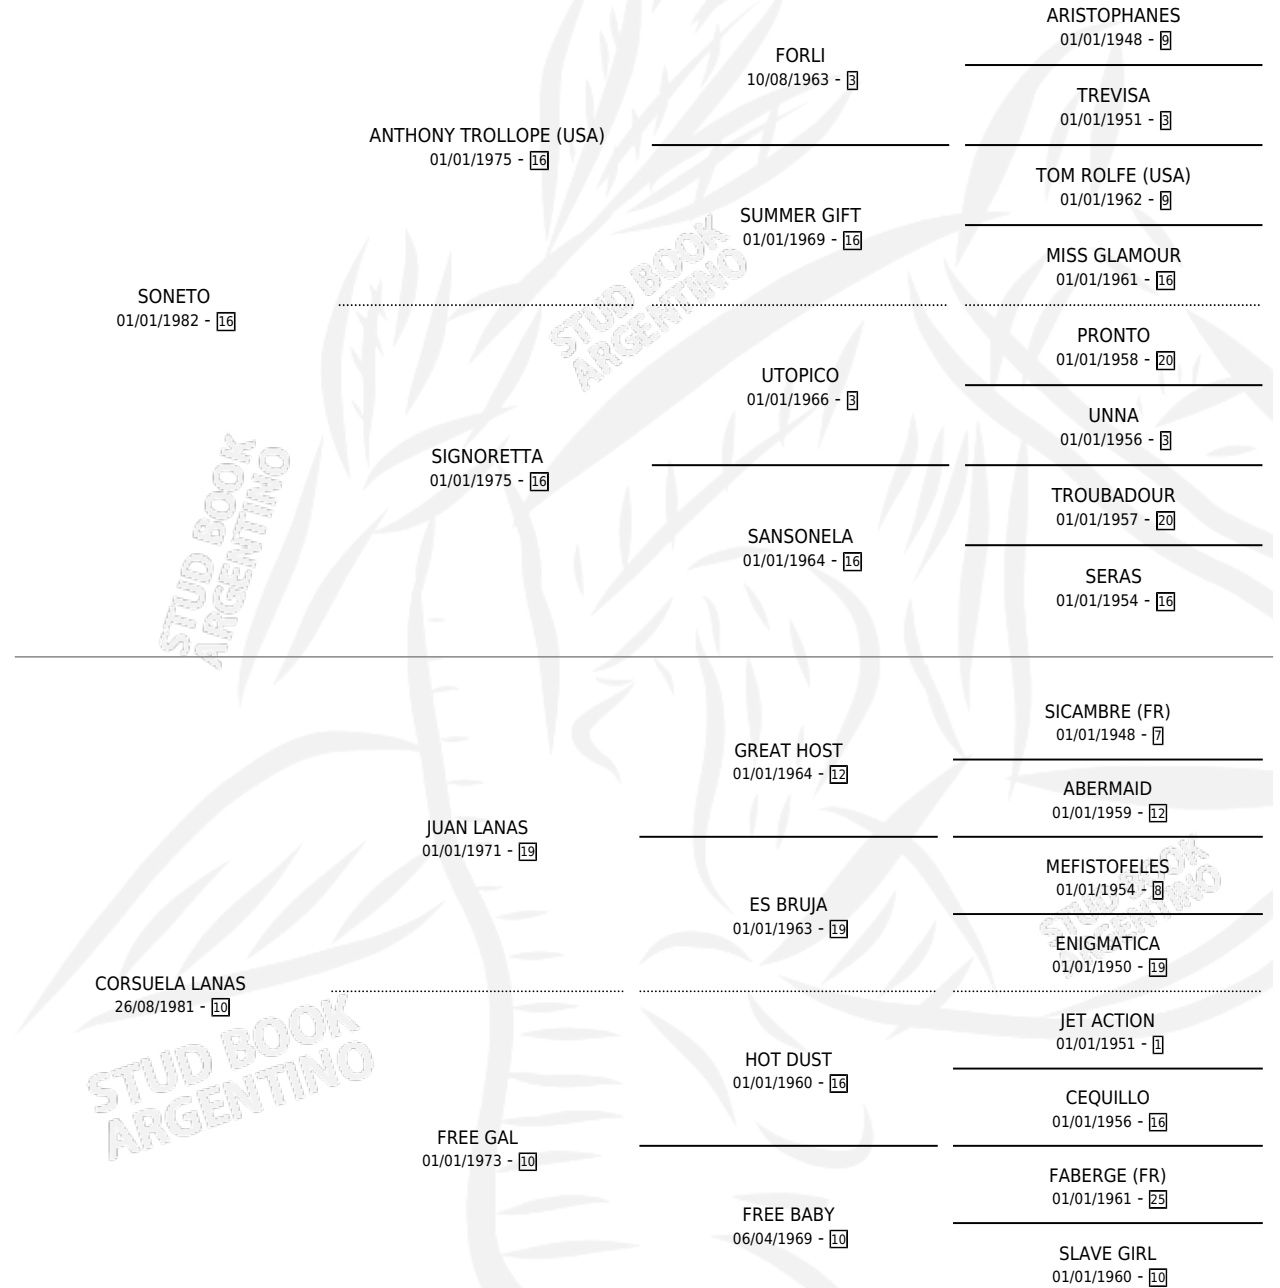 ARISTOPHANES
01/01/1948 - 9
FORLI
10/08/1963 - 3
TREVISA
01/01/1951 - 3
ANTHONY TROLLOPE (USA)
01/01/1975 - 16
TOM ROLFE (USA)
01/01/1962 - 9
SUMMER GIFT
01/01/1969 - 16
MISS GLAMOUR
01/01/1961 - 16
SONETO
01/01/1982 - 16
STUD BOOK
ARGENTINO
PRONTO
01/01/1958 - 20
UTOPICO
01/01/1966 - 3
UNNA
01/01/1956 - 3
SIGNORETTA
01/01/1975 - 16
TROUBADOUR
01/01/1957 - 20
SANSONELA
01/01/1964 - 16
SERAS
01/01/1954 - 16
STUD BOOK
ARGENTINO
SICAMBRE (FR)
01/01/1948 - 7
GREAT HOST
01/01/1964 - 12
ABERMAID
01/01/1959 - 12
JUAN LANAS
01/01/1971 - 19
MEFISTOFELES
01/01/1954 - 8
ES BRUJA
01/01/1963 - 19
STUD BOOK
ARGENTINO
ENIGMATICA
01/01/1950 - 19
CORSUELA LANAS
26/08/1981 - 10
JET ACTION
01/01/1951 - 1
HOT DUST
01/01/1960 - 16
CEQUILLO
01/01/1956 - 16
STUD BOOK
ARGENTINO
FREE GAL
01/01/1973 - 10
FABERGE (FR)
01/01/1961 - 25
FREE BABY
06/04/1969 - 10
SLAVE GIRL
01/01/1960 - 10